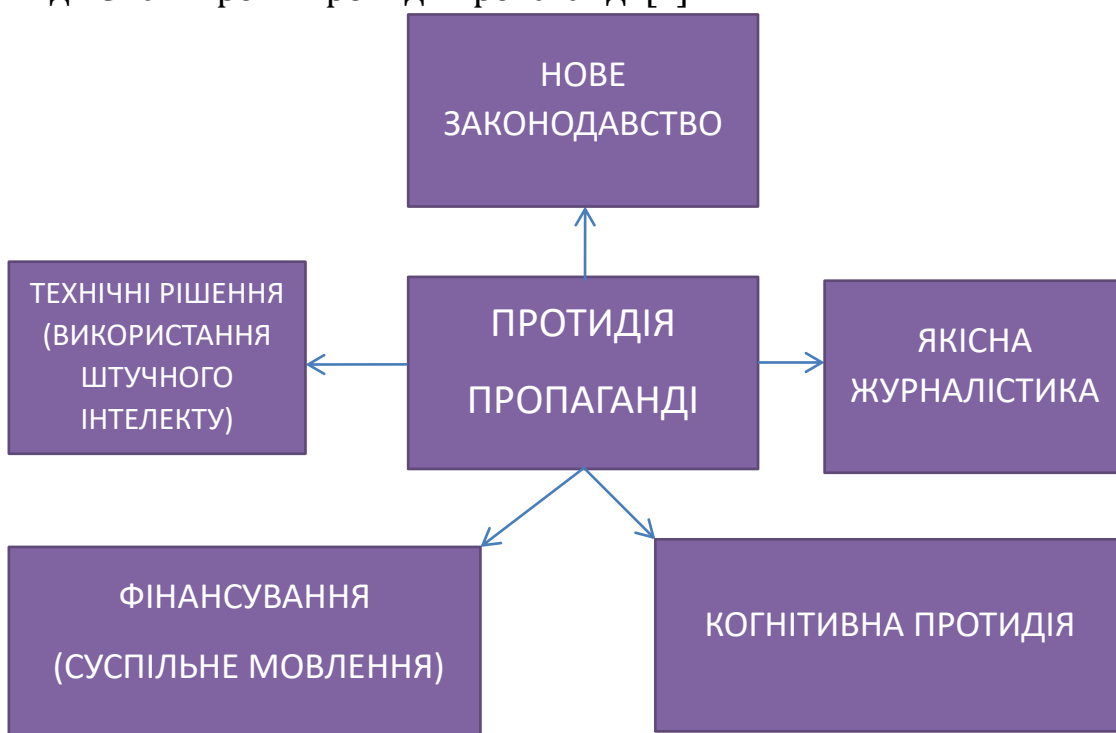 НОВЕ
ЗАКОНОДАВСТВО
ТЕХНІЧНІ РІШЕННЯ
(ВИКОРИСТАННЯ
ШТУЧНОГО
ІНТЕЛЕКТУ)
ПРОТИДІЯ
ПРОПАГАНДІ
ЯКІСНА
ЖУРНАЛІСТИКА
ФІНАНСУВАННЯ
(СУСПІЛЬНЕ МОВЛЕННЯ)
КОГНІТИВНА ПРОТИДІЯ